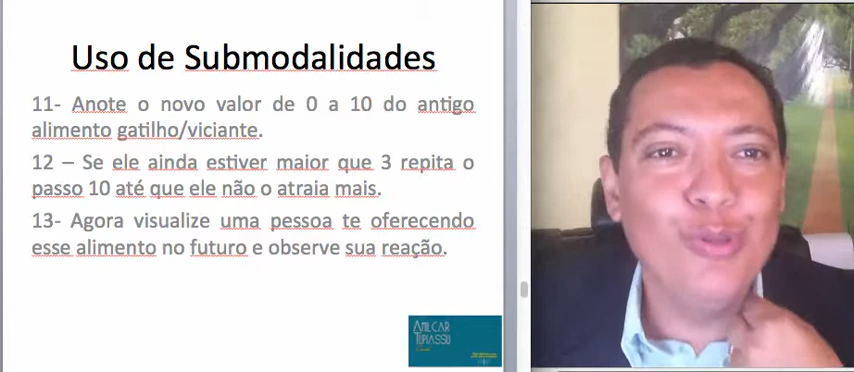 Uso de Submodalidades
11- Anote o novo valor de 0 a 10 do antigo
alimento gatilho/viciante.
12 – Se ele ainda estiver maior que 3 repita o
passo 10 até que ele não o atraia mais.
13- Agora visualize uma pessoa te oferecendo
esse alimento no futuro e observe sua reação.
AMILCAR
TUPIASSU